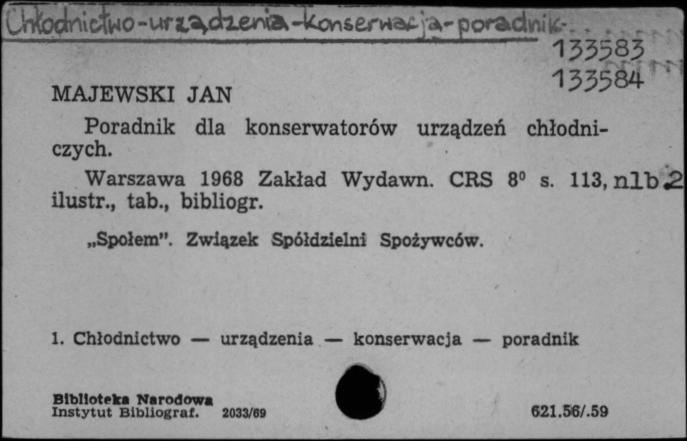 Chłodnictwo-urządzenia-konserwacja-poradnik-
133583
133584
MAJEWSKI JAN
Poradnik dla konserwatorów urządzeń chłodni-
czych.
Warszawa 1968 Zakład Wydawn. CRS 8⁰ s. 113, nlb 2
ilustr., tab., bibliogr.
„Społem”. Związek Spółdzielni Spożywców.
1. Chłodnictwo — urządzenia — konserwacja — poradnik
Biblioteka Narodowa
Instytut Bibliograf. 2033/69 621.56/.59